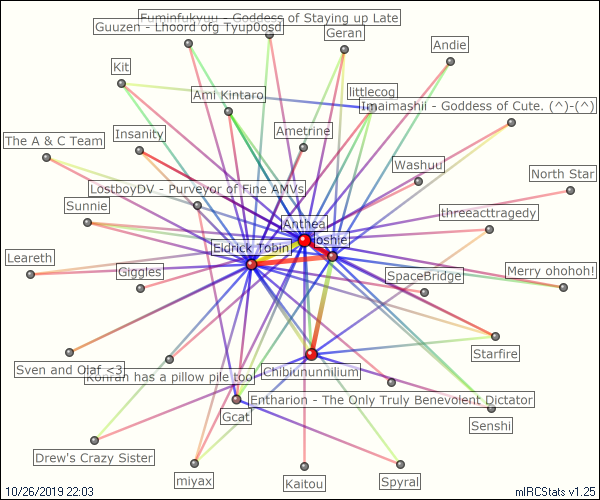 Fuminfukyuu - Goddess of Staying up Late
Guuzen - Lhoord ofg Tyup0osd
Geran
Andie
Kit
Ami Kintaro
littlecog
Imaimashii - Goddess of Cute. (^)-(^)
Insanity
Ametrine
The A & C Team
Washuu
North Star
LostboyDV - Purveyor of Fine AMVs
Sunnie
threeacttragedy
Anthea
Eldrick Tobin
Joshie
Leareth
Giggles
SpaceBridge
Merry ohohoh!
Starfire
Sven and Olaf <3
Konran has a pillow pile too
Chibiununnilium
Entharion - The Only Truly Benevolent Dictator
Gcat
Senshi
Drew's Crazy Sister
miyax
Kaitou
Spyral
10/26/2019 22:03
mIRCStats v1.25